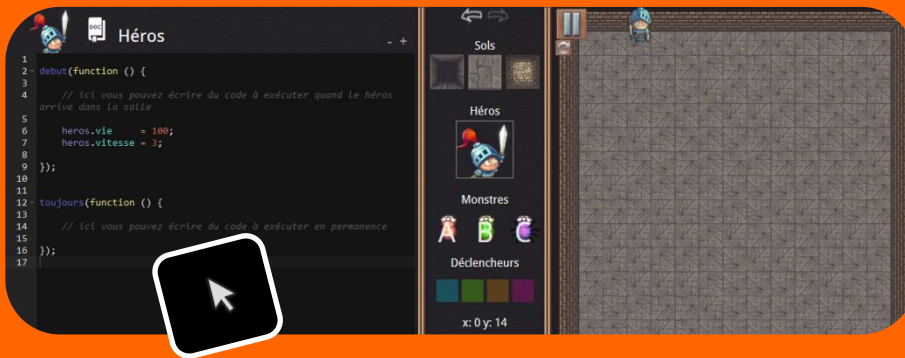 DOC
Héros
- +
1
2 debut(function () {
3
4 // ici vous pouvez écrire du code à exécuter quand le héros
arrive dans la salle
5
6 heros.vie = 100;
7 heros.vitesse = 3;
8
9 });
10
11
12 toujours(function () {
13
14 // ici vous pouvez écrire du code à exécuter en permanence
15
16 });
17
Sols
Héros
Monstres
A B C
Déclencheurs
x: 0 y: 14